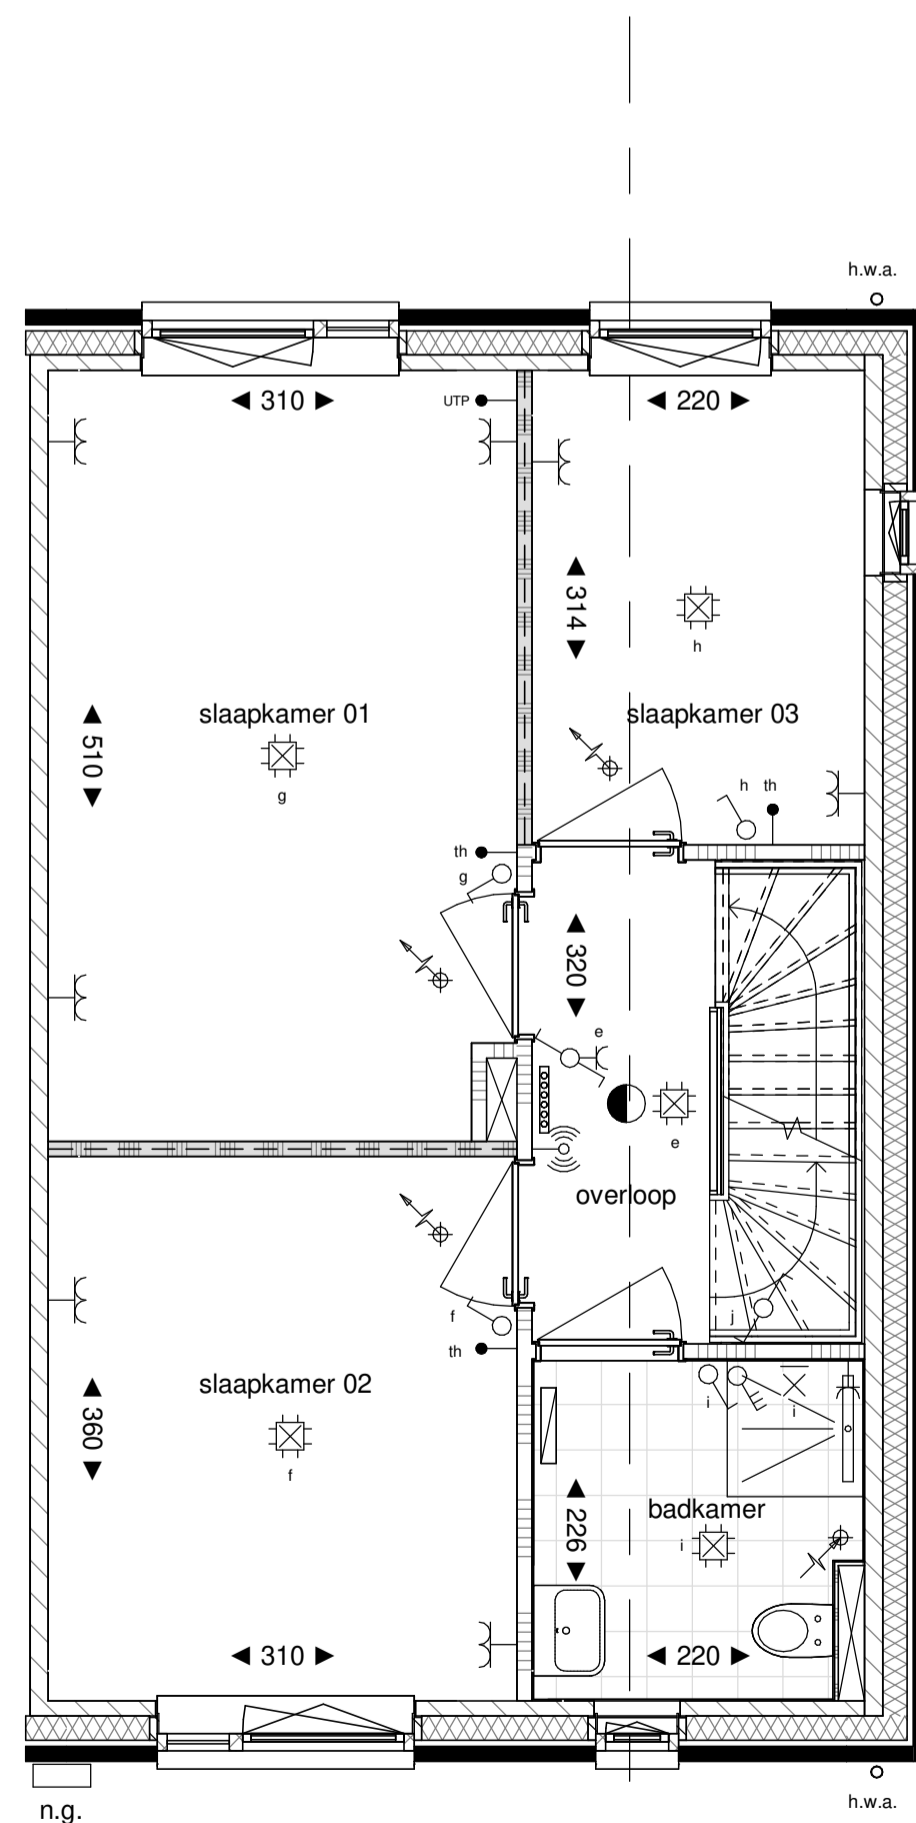 h.w.a.
310
UTP
220
314
h
slaapkamer 01
slaapkamer 03
510
g
h th
th
g
320
e
e
overloop
f
j
th
slaapkamer 02
i
i
360
f
badkamer
226
i
310
220
n.g.
h.w.a.